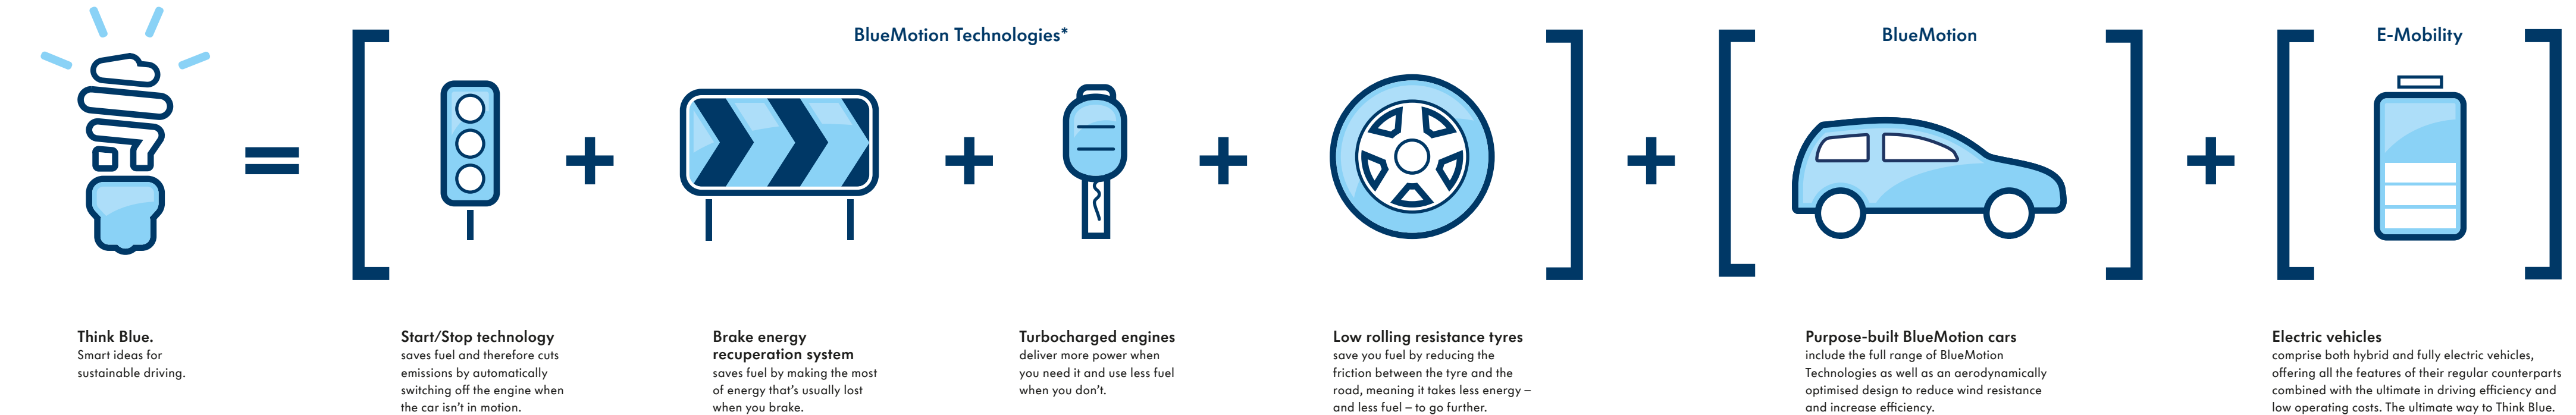 BlueMotion Technologies*
BlueMotion
E-Mobility
Think Blue.
Smart ideas for
sustainable driving.
Start/Stop technology
saves fuel and therefore cuts
emissions by automatically
switching off the engine when
the car isn't in motion.
Brake energy
recuperation system
saves fuel by making the most
of energy that's usually lost
when you brake.
Turbocharged engines
deliver more power when
you need it and use less fuel
when you don't.
Low rolling resistance tyres
save you fuel by reducing the
friction between the tyre and the
road, meaning it takes less energy –
and less fuel – to go further.
Purpose-built BlueMotion cars
include the full range of BlueMotion
Technologies as well as an aerodynamically
optimised design to reduce wind resistance
and increase efficiency.
Electric vehicles
comprise both hybrid and fully electric vehicles,
offering all the features of their regular counterparts
combined with the ultimate in driving efficiency and
low operating costs. The ultimate way to Think Blue.